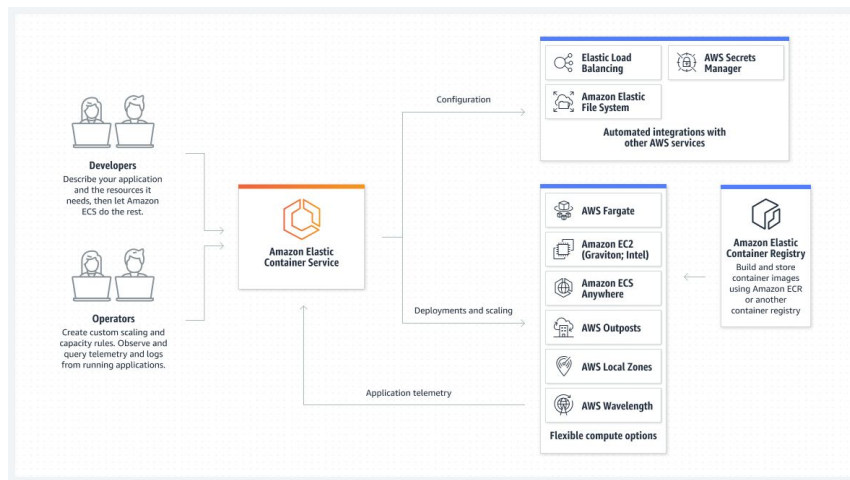 Developers
Describe your application
and the resources it
needs, then let Amazon
ECS do the rest.
Operators
Create custom scaling and
capacity rules. Observe and
query telemetry and logs
from running applications.
Amazon Elastic
Container Service
Configuration
Deployments and scaling
Application telemetry
Elastic Load
Balancing
AWS Secrets
Manager
Amazon Elastic
File System
Automated integrations with
other AWS services
AWS Fargate
Amazon EC2
(Graviton; Intel)
Amazon ECS
Anywhere
AWS Outposts
AWS Local Zones
AWS Wavelength
Flexible compute options
Amazon Elastic
Container Registry
Build and store
container images
using Amazon ECR
or another
container registry